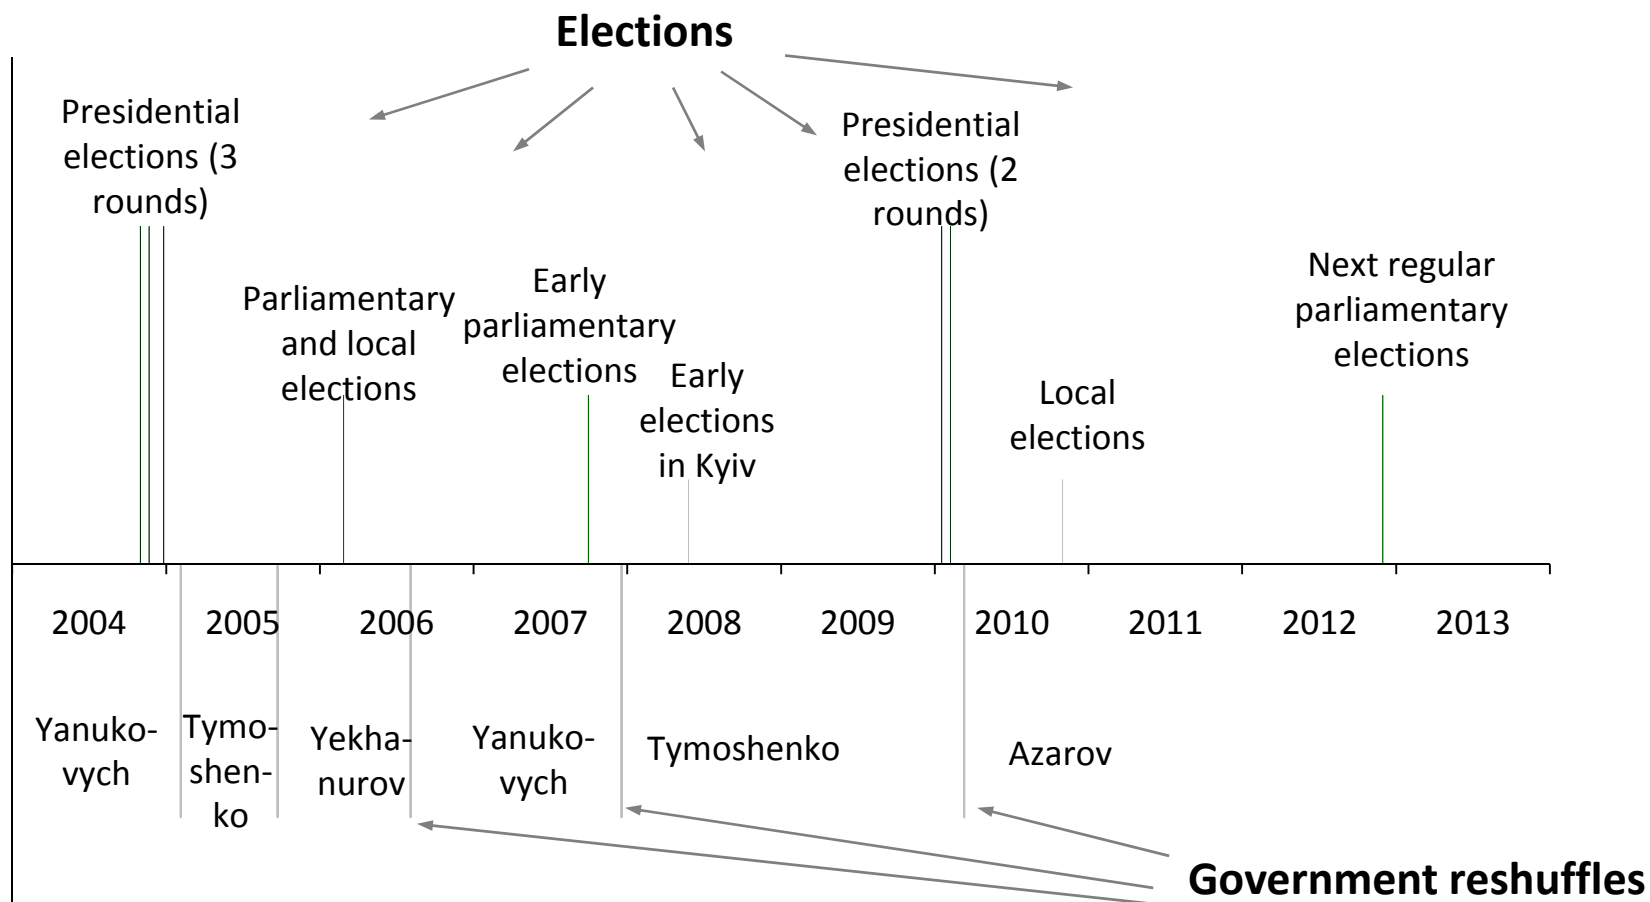 Elections
Presidential
elections (3
rounds)
Presidential
elections (2
rounds)
Parliamentary
and local
elections
Early
parliamentary
elections
Early
elections
in Kyiv
Local
elections
Next regular
parliamentary
elections
2004
2005
2006
2007
2008
2009
2010
2011
2012
2013
Yanuko-
vych
Tymo-
shen-
ko
Yekha-
nurov
Yanuko-
vych
Tymoshenko
Azarov
Government reshuffles